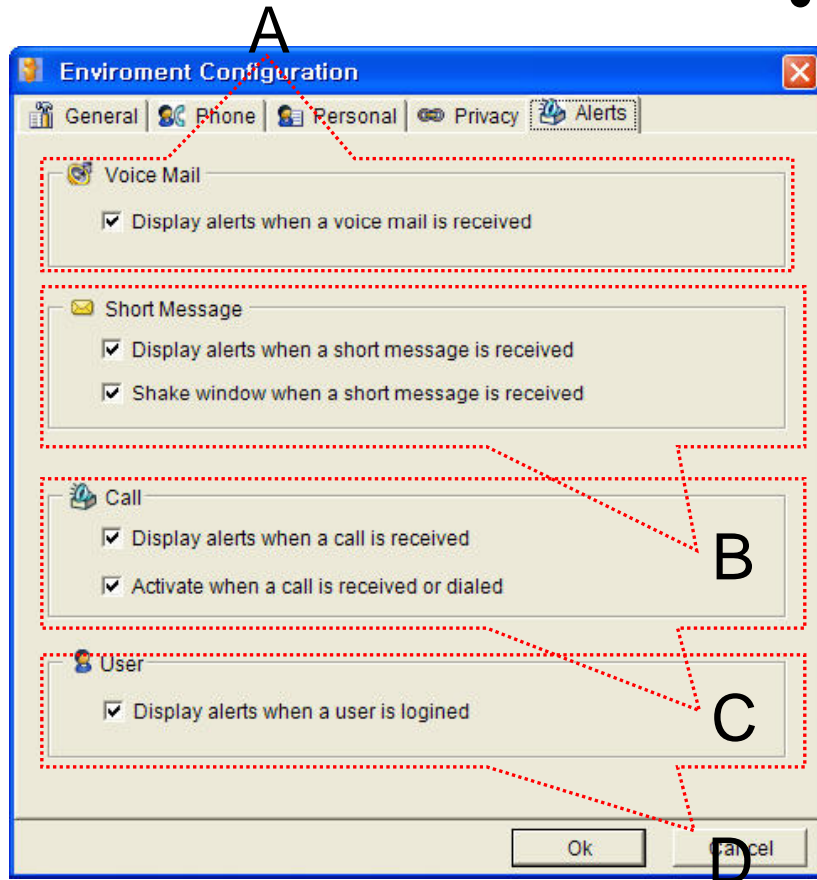 A
Enviroment Configuration
General Phone Personal Privacy Alerts
Voice Mail
Display alerts when a voice mail is received
Short Message
Display alerts when a short message is received
Shake window when a short message is received
Call
Display alerts when a call is received
B
Activate when a call is received or dialed
User
Display alerts when a user is logined
C
Ok Cancel
D